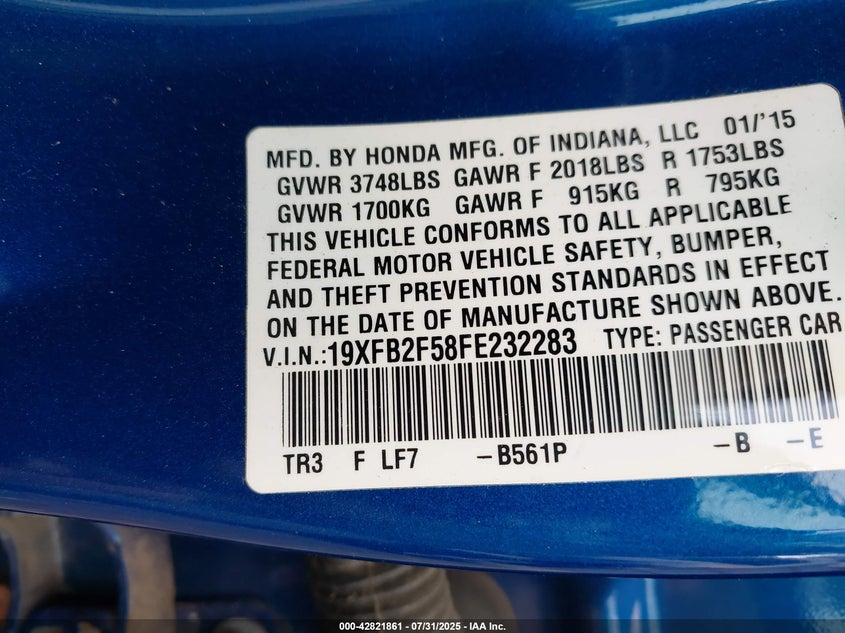 MFD. BY HONDA MFG. OF INDIANA, LLC 01/'15
GVWR 3748LBS GAWR F 2018LBS R 1753LBS
GVWR 1700KG GAWR F 915KG R 795KG
THIS VEHICLE CONFORMS TO ALL APPLICABLE
FEDERAL MOTOR VEHICLE SAFETY, BUMPER,
AND THEFT PREVENTION STANDARDS IN EFFECT
ON THE DATE OF MANUFACTURE SHOWN ABOVE.
V.I.N.:19XFB2F58FE232283 TYPE: PASSENGER CAR
TR3 F LF7 -B561P -B -E
000-42821861 - 07/31/2025 - IAA Inc.